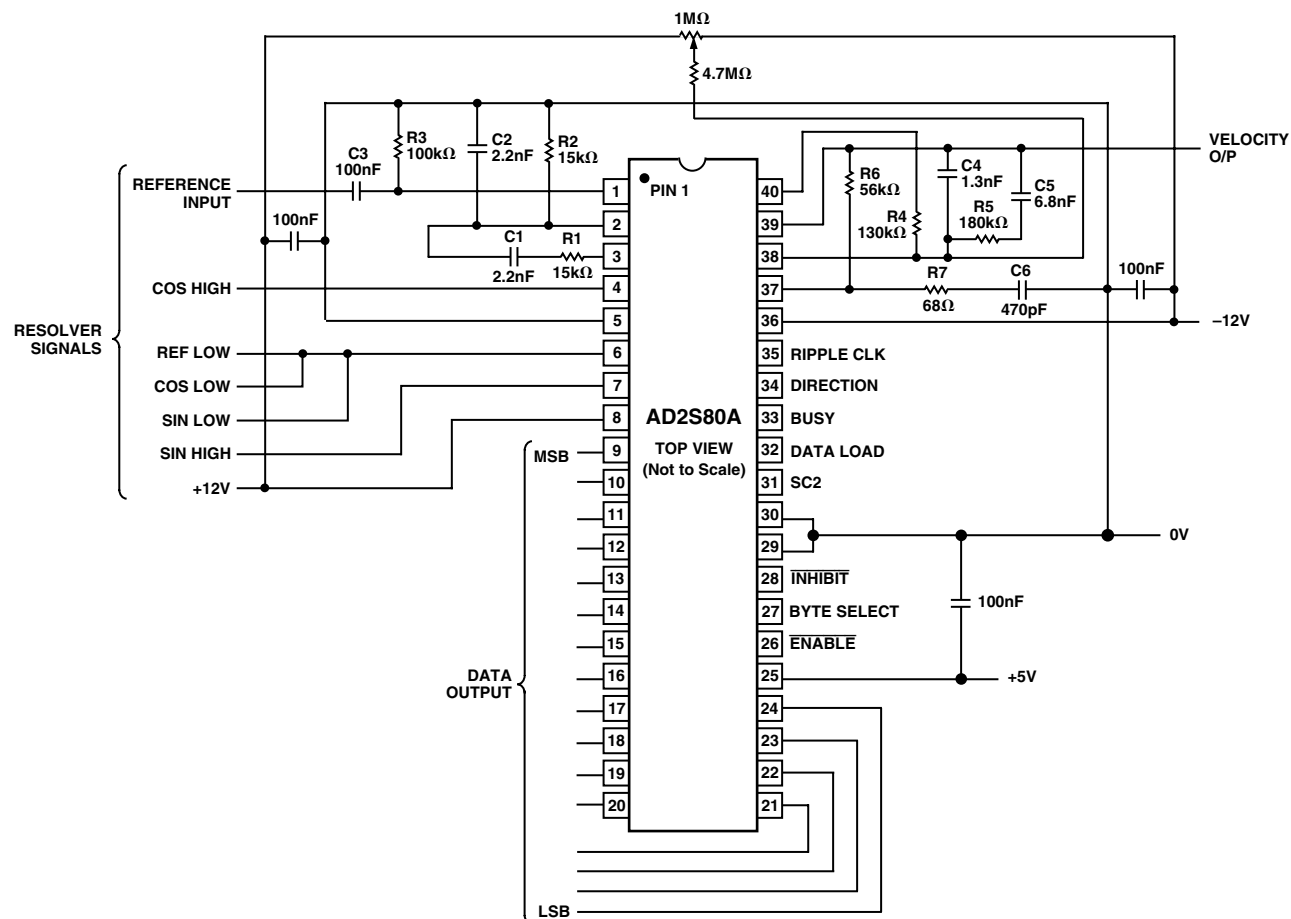 1MΩ
4.7MΩ
R3
100kΩ
C2
2.2nF
R2
15kΩ
C3
100nF
REFERENCE
INPUT
100nF
C1
2.2nF
R1
15kΩ
COS HIGH
RESOLVER
SIGNALS
REF LOW
COS LOW
SIN LOW
SIN HIGH
+12V
MSB
DATA
OUTPUT
LSB
PIN 1
AD2S80A
TOP VIEW
(Not to Scale)
1
2
3
4
5
6
7
8
9
10
11
12
13
14
15
16
17
18
19
20
40
39
38
37
36
35 RIPPLE CLK
34 DIRECTION
33 BUSY
32 DATA LOAD
31 SC2
30
29
28 INHIBIT
27 BYTE SELECT
26 ENABLE
25
24
23
22
21
R6
56kΩ
R4
130kΩ
C4
1.3nF
R5
180kΩ
C5
6.8nF
VELOCITY
O/P
R7
68Ω
C6
470pF
100nF
–12V
0V
100nF
+5V